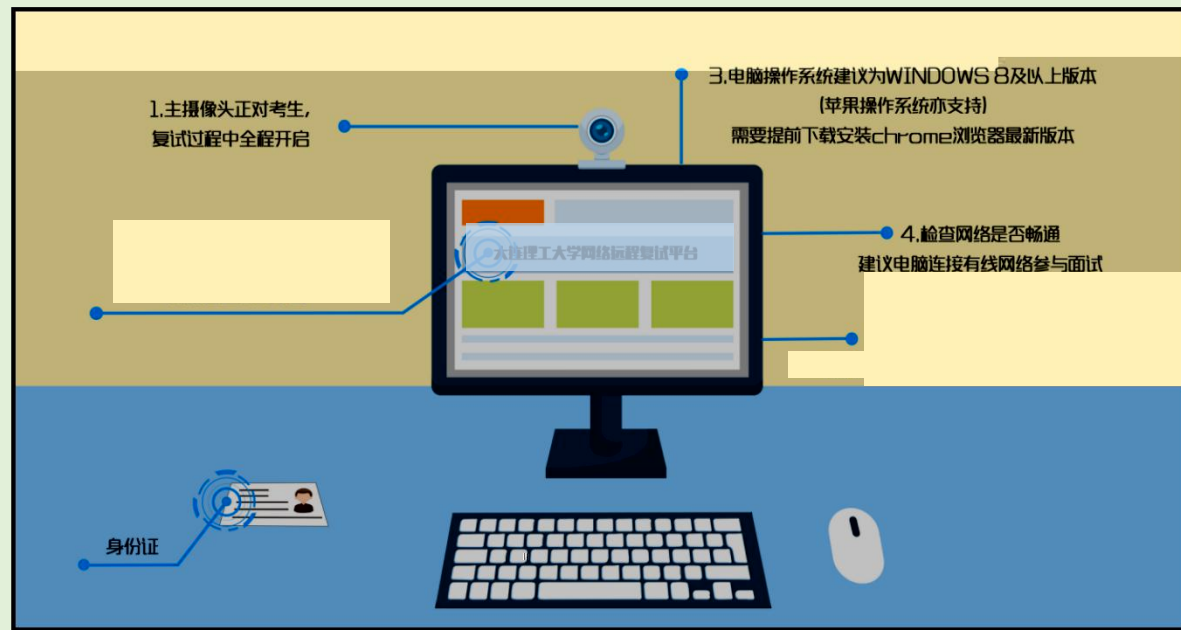 1.主摄像头正对考生,
复试过程中全程开启
3.电脑操作系统建议为WINDOWS 8及以上版本
(苹果操作系统亦支持)
需要提前下载安装chrome浏览器最新版本
大连理工大学网络远程复试平台
4.检查网络是否畅通
建议电脑连接有线网络参与面试
身份证